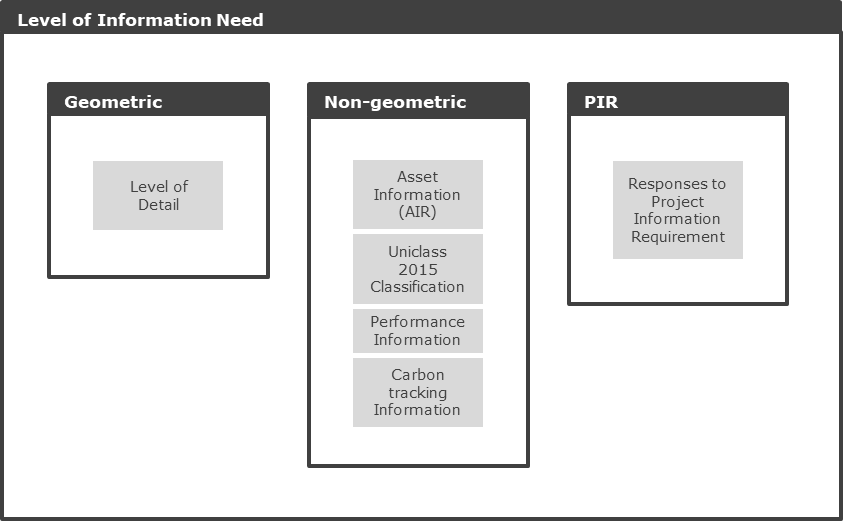 Level of Information Need
Geometric
Level of
Detail
Non-geometric
Asset
Information
(AIR)
Uniclass
2015
Classification
Performance
Information
Carbon
tracking
Information
PIR
Responses to
Project
Information
Requirement